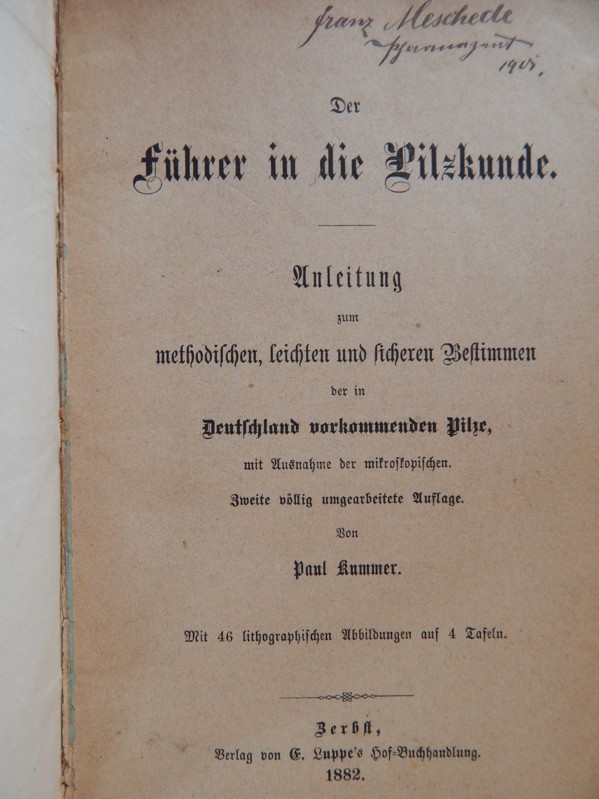 franz Meschede
pharmazeut
Der
Führer in die Pilzkunde.
Anleitung
zum
methodischen, leichten und sicheren Bestimmen
der in
Deutschland vorkommenden Pilze,
mit Ausnahme der mikroskopischen.
Zweite völlig umgearbeitete Auflage.
Von
Paul Kummer.
Mit 46 lithographischen Abbildungen auf 4 Tafeln.
Zerbst,
Verlag von E. Luppe's Hof-Buchhandlung.
1882.